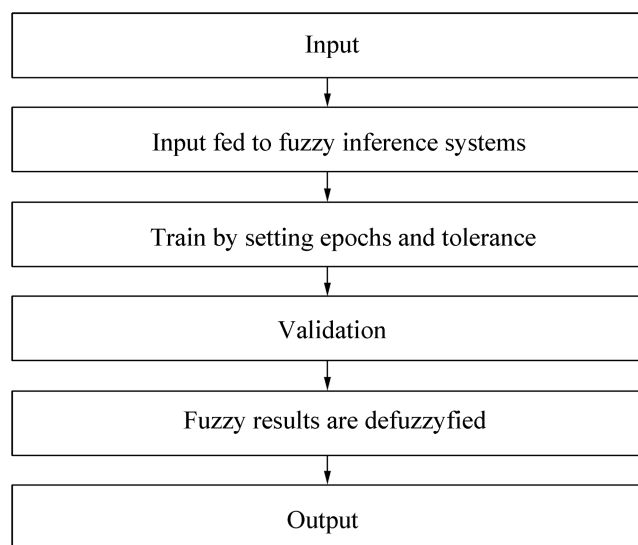 Input
Input fed to fuzzy inference systems
Train by setting epochs and tolerance
Validation
Fuzzy results are defuzzyfied
Output